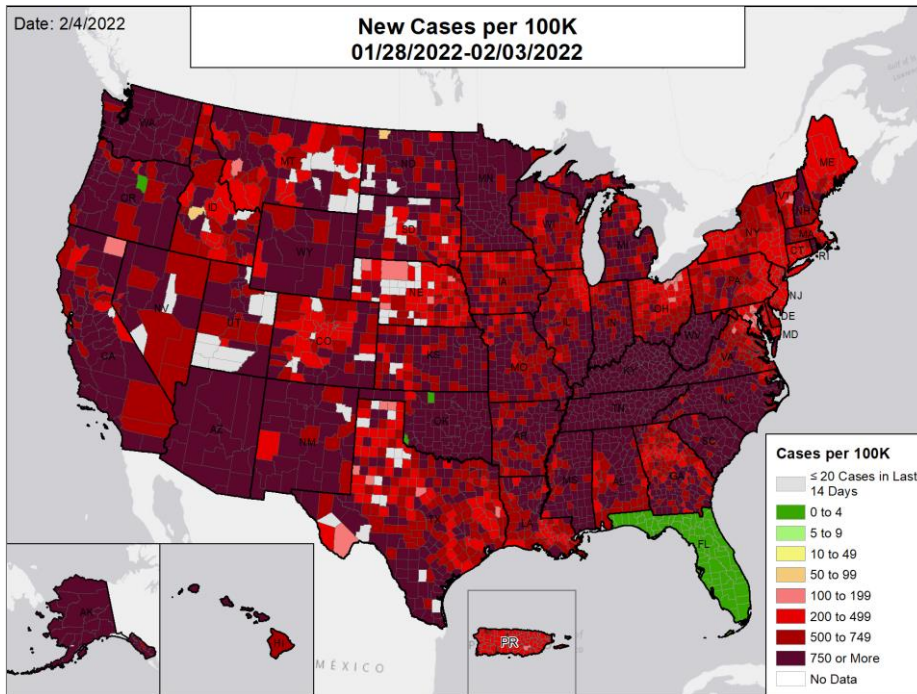 Date: 2/4/2022
New Cases per 100K
01/28/2022-02/03/2022
WA
MT
ND
MN
ME
OR
ID
SD
WI
MI
VT
NH
NY
MA
CT
RI
WY
NE
IA
PA
NJ
NV
UT
CO
IL
IN
OH
DE
MD
CA
KS
MO
KY
WV
VA
AZ
NM
OK
AR
TN
NC
SC
TX
LA
MS
AL
GA
FL
AK
HI
PR
MÉXICO
Cases per 100K
≤ 20 Cases in Last
14 Days
0 to 4
5 to 9
10 to 49
50 to 99
100 to 199
200 to 499
500 to 749
750 or More
No Data